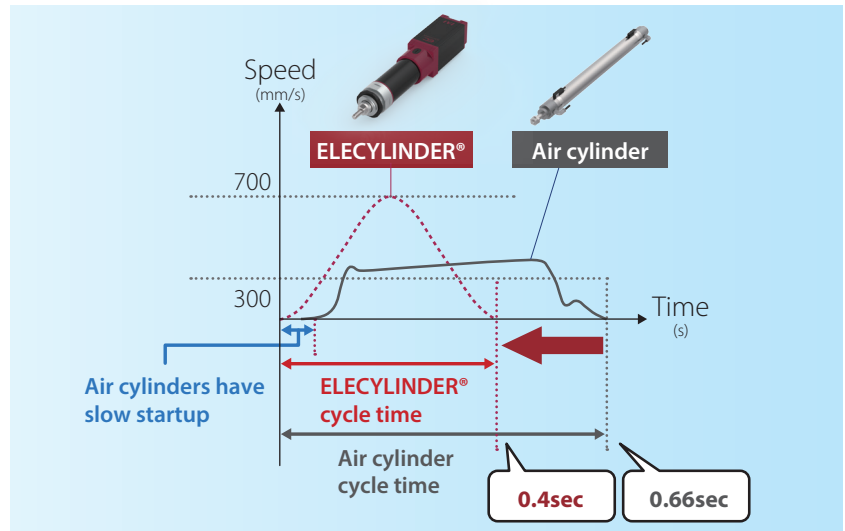 Speed
(mm/s)
ELECYLINDER®
Air cylinder
700
300
Time
(s)
Air cylinders have
slow startup
ELECYLINDER®
cycle time
Air cylinder
cycle time
0.4sec
0.66sec